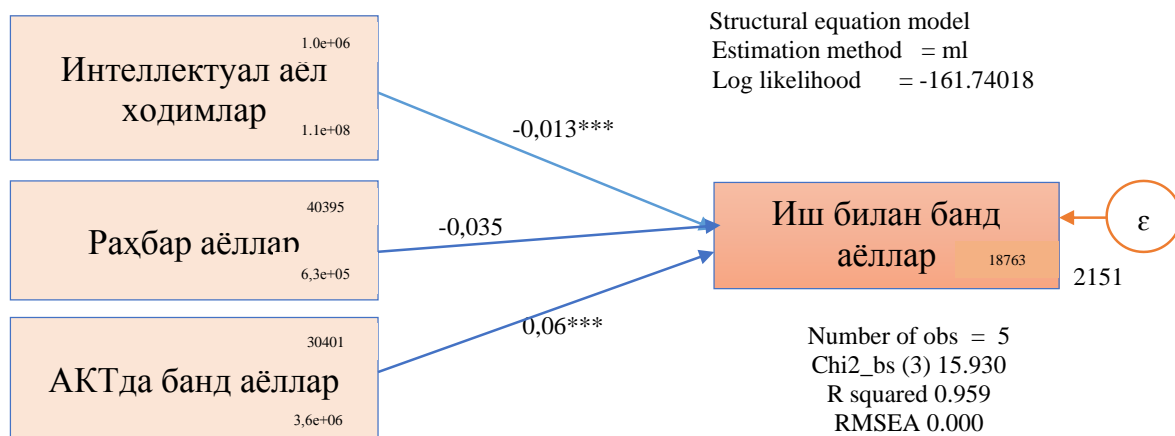 1.0e+06
Интеллектуал аёл
ходимлар
1.1e+08
-0,013***
40395
Раҳбар аёллар
6,3e+05
-0,035
30401
АКТда банд аёллар
3,6e+06
0,06***
Structural equation model
Estimation method = ml
Log likelihood = -161.74018
Иш билан банд
аёллар
18763
ε
2151
Number of obs = 5
Chi2_bs (3) 15.930
R squared 0.959
RMSEA 0.000